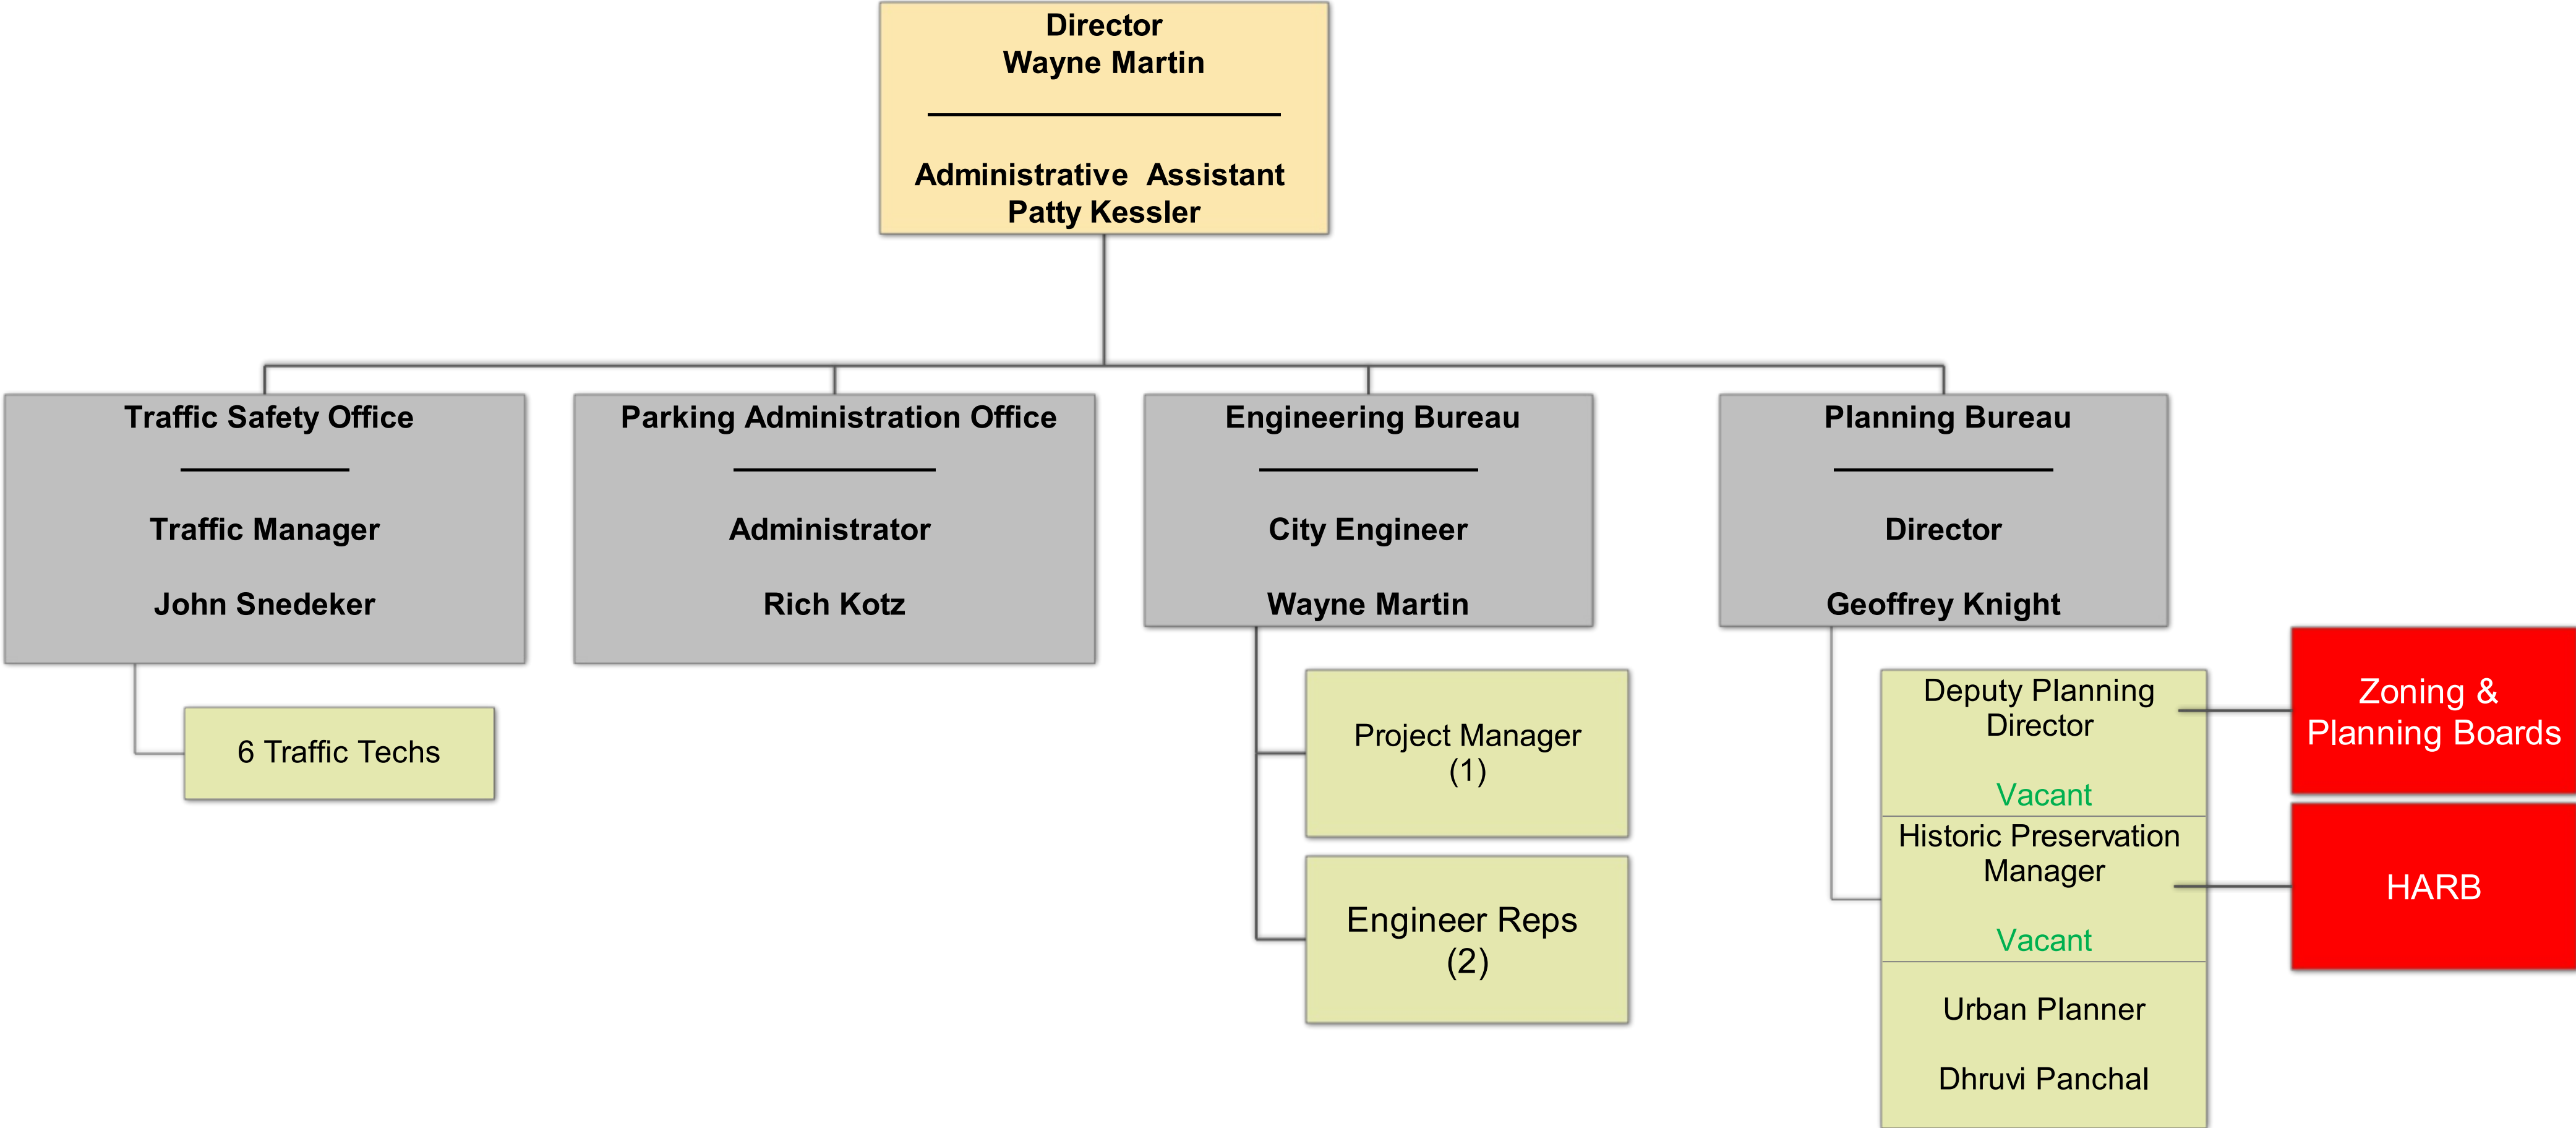 Director
Wayne Martin
Administrative Assistant
Patty Kessler
Traffic Safety Office
Traffic Manager
John Snedeker
6 Traffic Techs
Parking Administration Office
Administrator
Rich Kotz
Engineering Bureau
City Engineer
Wayne Martin
Project Manager
(1)
Engineer Reps
(2)
Planning Bureau
Director
Geoffrey Knight
Deputy Planning
Director
Vacant
Historic Preservation
Manager
Vacant
Urban Planner
Dhruvi Panchal
Zoning &
Planning Boards
HARB